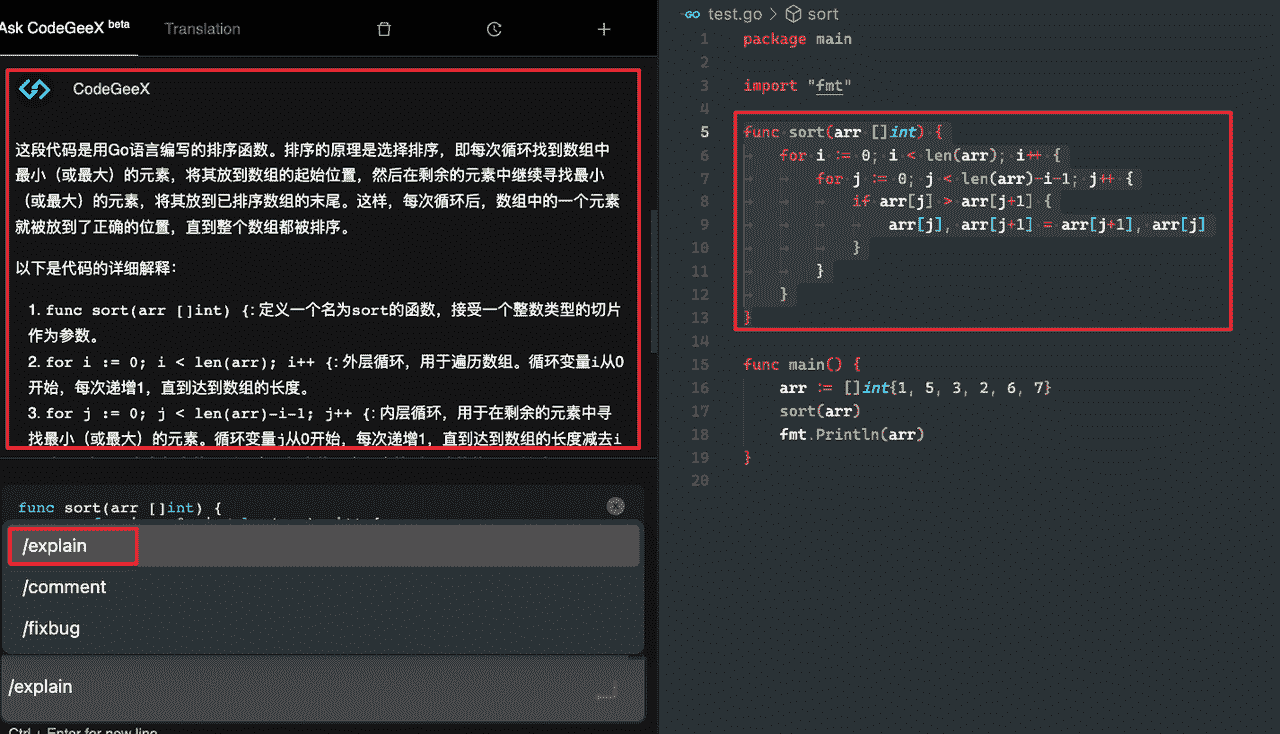 Ask CodeGeeX beta
Translation
CodeGeeX
这段代码是用Go语言编写的排序函数。排序的原理是选择排序，即每次循环找到数组中
最小（或最大）的元素，将其放到数组的起始位置，然后在剩余的元素中继续寻找最小
（或最大）的元素，将其放到已排序数组的末尾。这样，每次循环后，数组中的一个元素
就被放到了正确的位置，直到整个数组都被排序。
以下是代码的详细解释：
1. func sort(arr []int) {: 定义一个名为sort的函数，接受一个整数类型的切片
作为参数。
2. for i := 0; i < len(arr); i++ {: 外层循环，用于遍历数组。循环变量i从0
开始，每次递增1，直到达到数组的长度。
3. for j := 0; j < len(arr)-i-1; j++ {: 内层循环，用于在剩余的元素中寻
找最小（或最大）的元素。循环变量j从0开始，每次递增1，直到达到数组的长度减去i
func sort(arr []int) {
/explain
/comment
/fixbug
/explain
Ctrl + Enter for new line
test.go > sort
1 package main
2
3 import "fmt"
4
5 func sort(arr []int) {
6 for i := 0; i < len(arr); i++ {
7 for j := 0; j < len(arr)-i-1; j++ {
8 if arr[j] > arr[j+1] {
9 arr[j], arr[j+1] = arr[j+1], arr[j]
10 }
11 }
12 }
13 }
14
15 func main() {
16 arr := []int{1, 5, 3, 2, 6, 7}
17 sort(arr)
18 fmt.Println(arr)
19 }
20